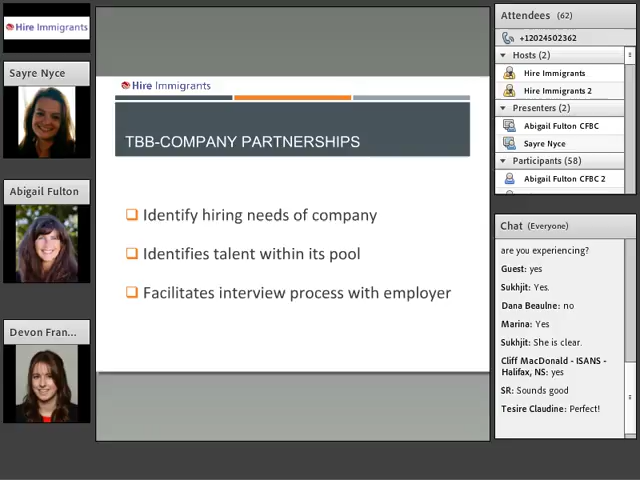 Hire Immigrants
Sayre Nyce
Abigail Fulton
Devon Fran...
Hire Immigrants
TBB-COMPANY PARTNERSHIPS
Identify hiring needs of company
Identifies talent within its pool
Facilitates interview process with employer
Attendees (62)
+12024502362
Hosts (2)
Hire Immigrants
Hire Immigrants 2
Presenters (2)
Abigail Fulton CFBC
Sayre Nyce
Participants (58)
Abigail Fulton CFBC 2
Chat (Everyone)
are you experiencing?
Guest: yes
Sukhjit: Yes.
Dana Beaulne: no
Marina: Yes
Sukhjit: She is clear.
Cliff MacDonald - ISANS -
Halifax, NS: yes
SR: Sounds good
Tesire Claudine: Perfect!